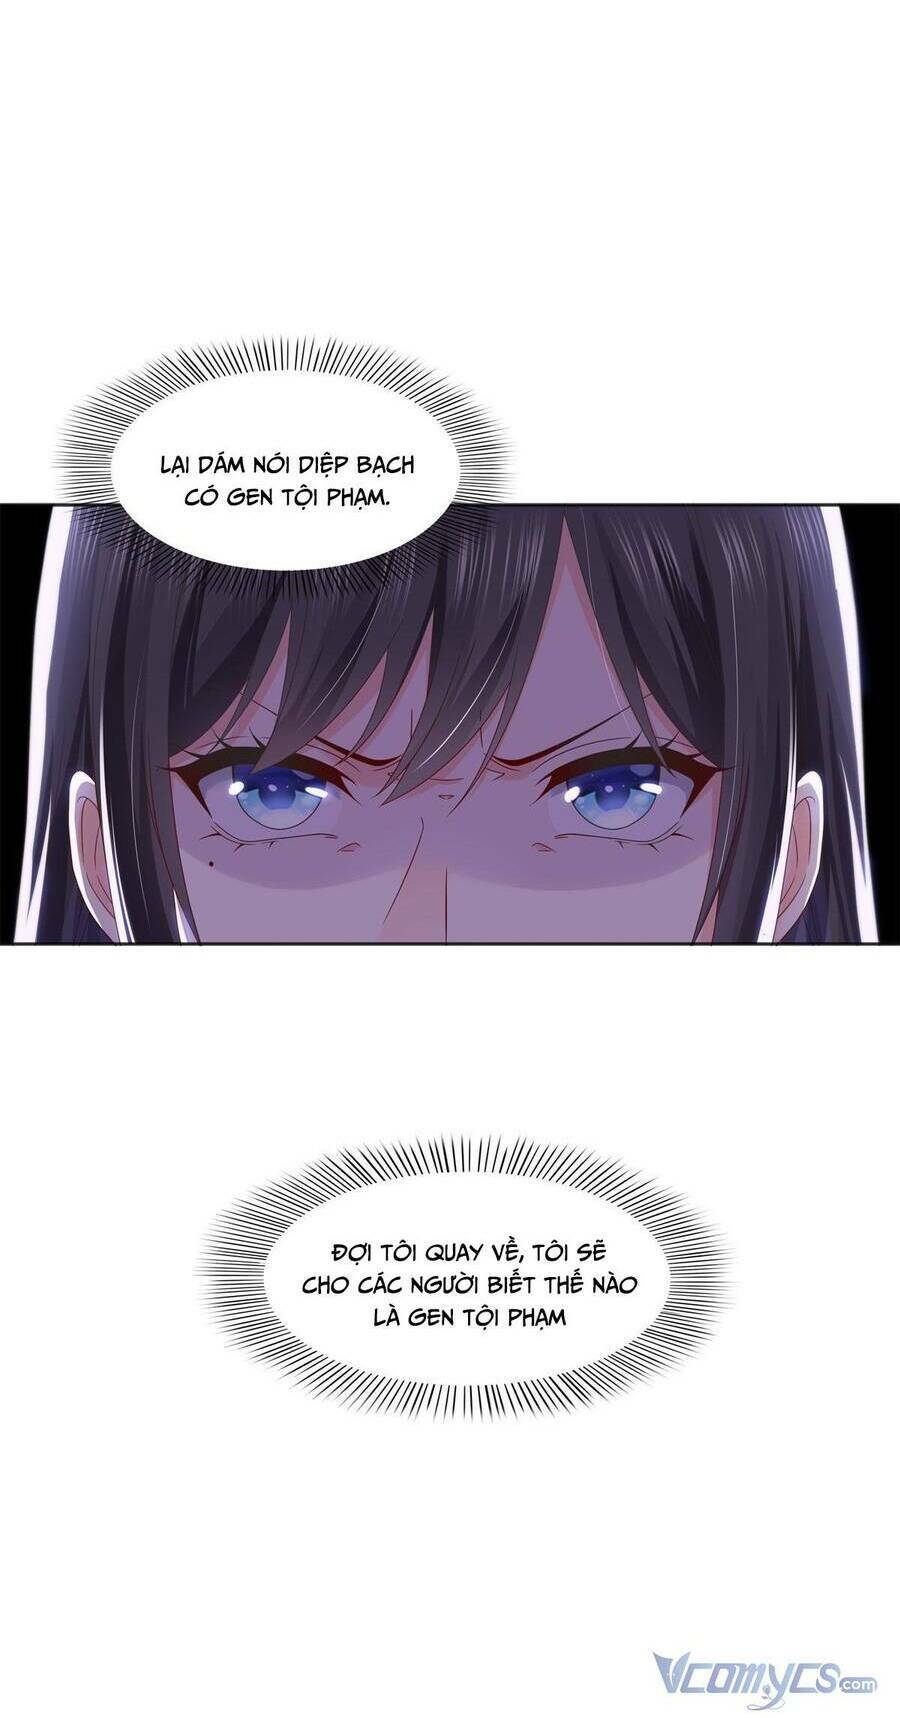 LẠI DÁM NÓI DIỆP BẠCH
CÓ GEN TỘI PHẠM.
ĐỢI TÔI QUAY VỀ, TÔI SẼ
CHO CÁC NGƯỜI BIẾT THẾ NÀO
LÀ GEN TỘI PHẠM
VCOMYCS.com